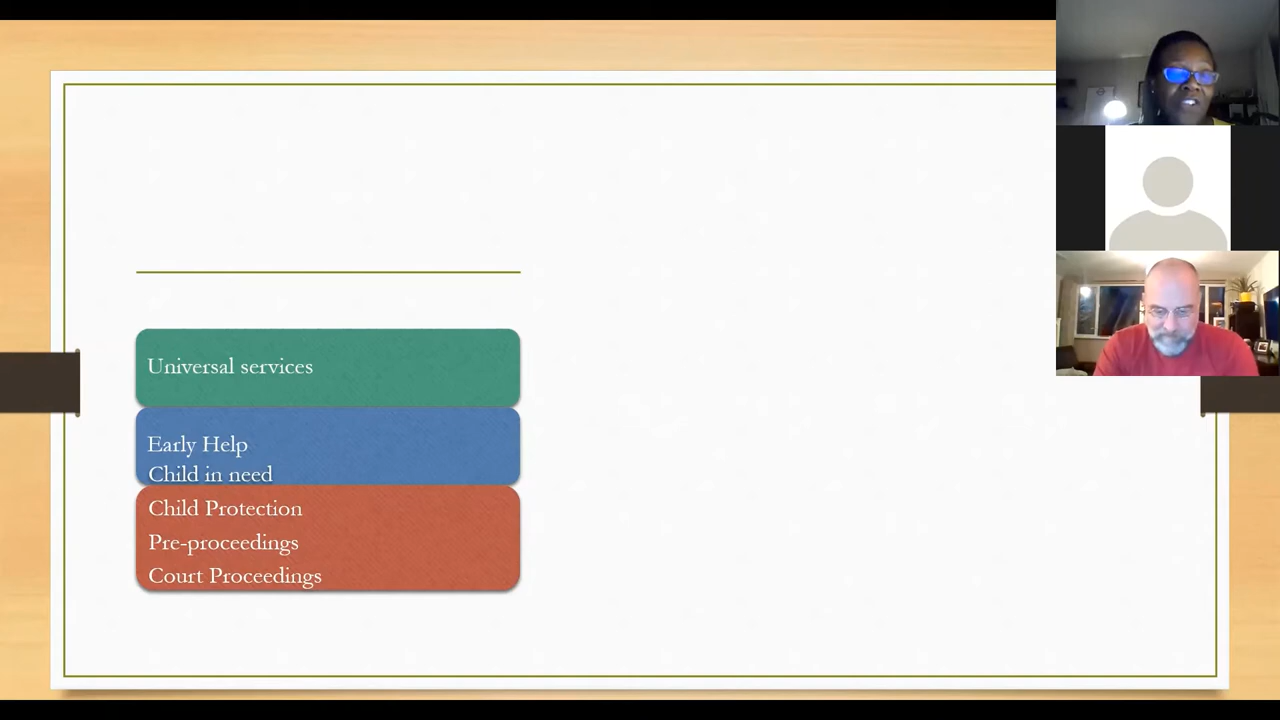 Universal services
Early Help
Child in need
Child Protection
Pre-proceedings
Court Proceedings